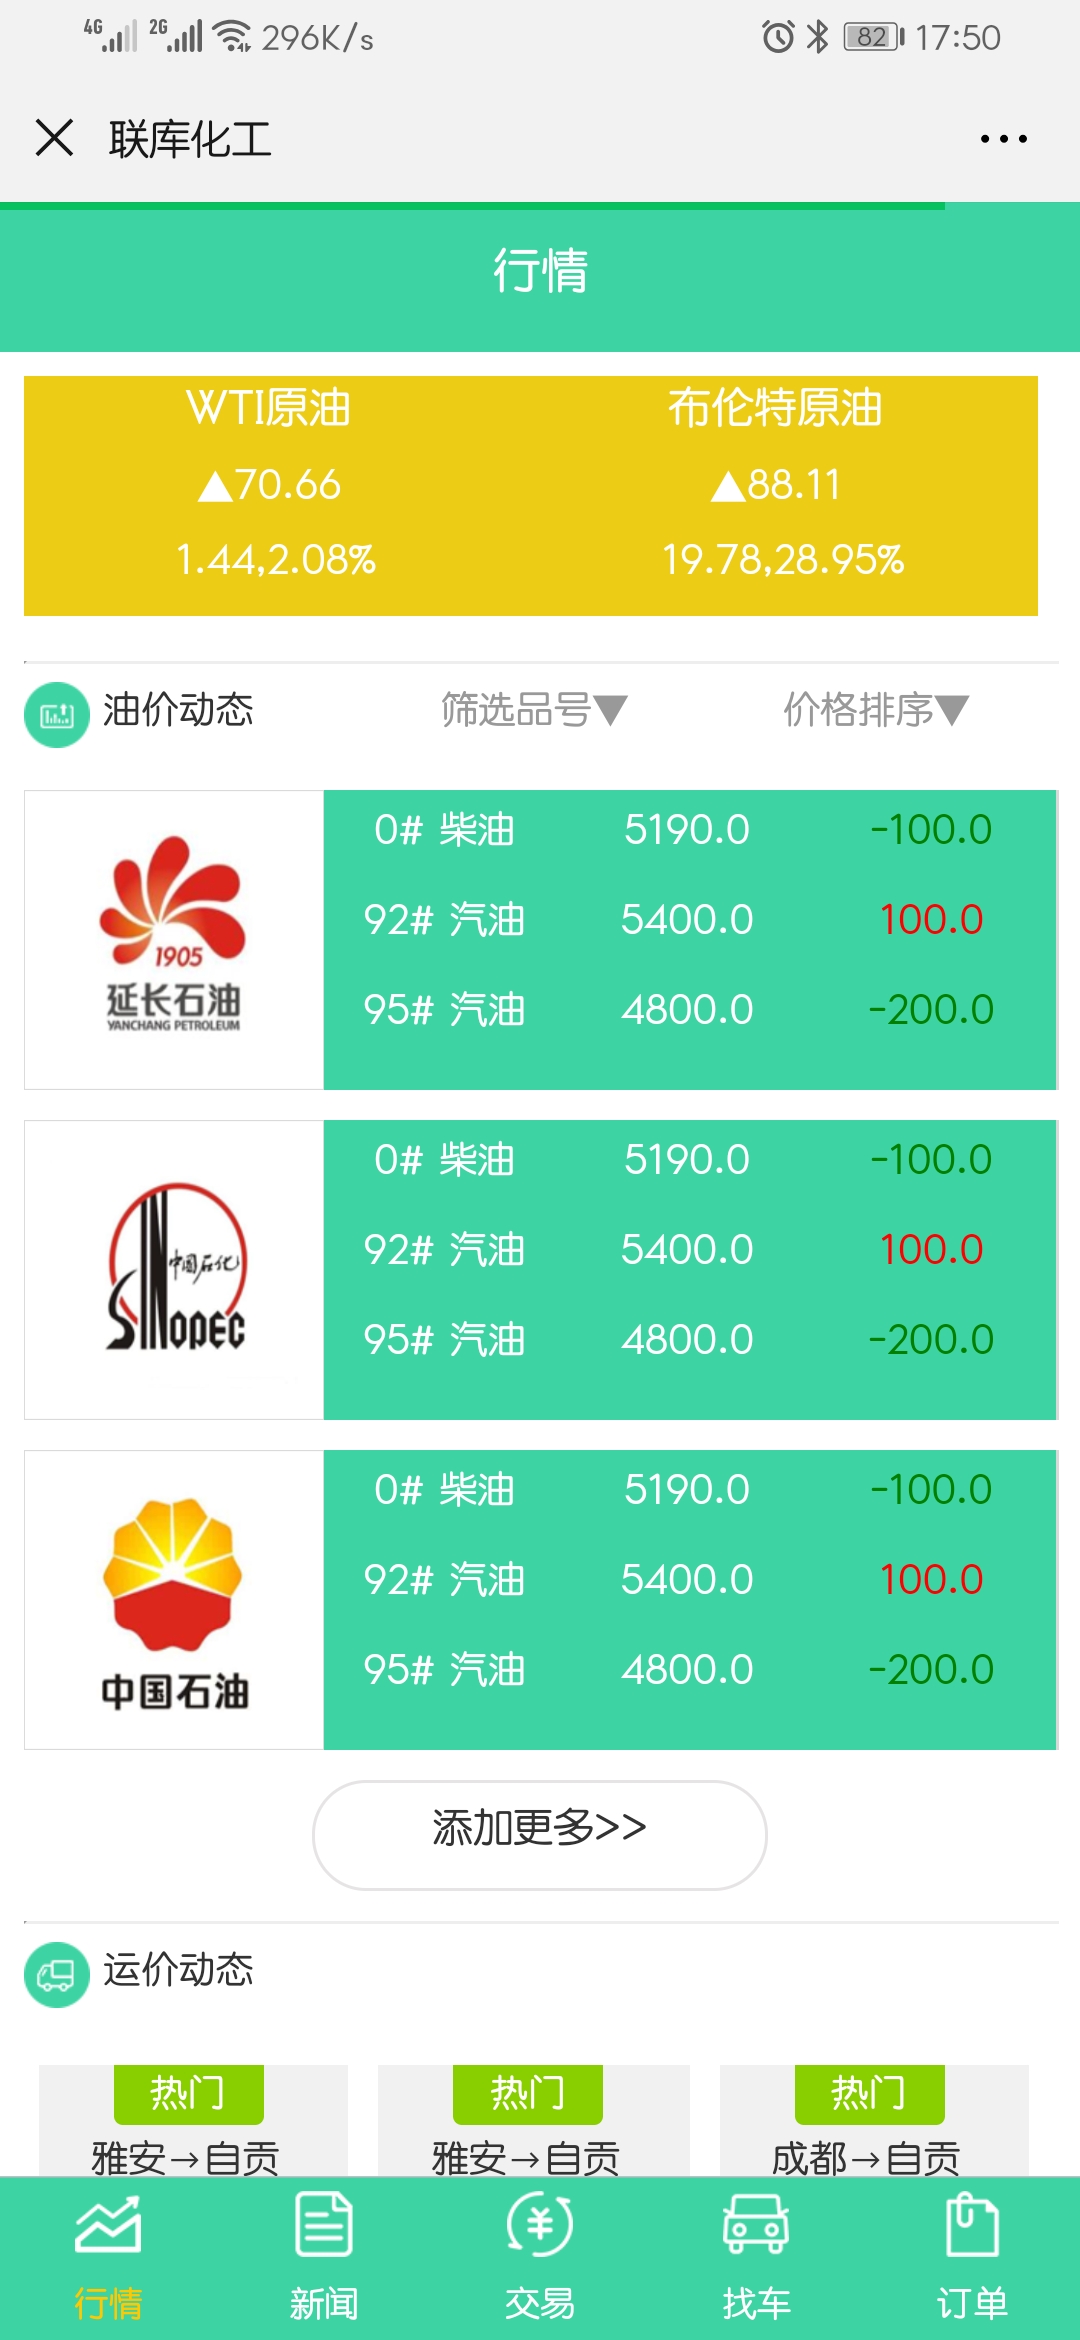 4G 2G 296K/s 82 17:50
联库化工
行情
WTI原油 布伦特原油
▲70.66 ▲88.11
1.44,2.08% 19.78,28.95%
油价动态 筛选品号▼ 价格排序▼
0# 柴油 5190.0 -100.0
92# 汽油 5400.0 100.0
95# 汽油 4800.0 -200.0
1905
延长石油
YANCHANG PETROLEUM
0# 柴油 5190.0 -100.0
92# 汽油 5400.0 100.0
95# 汽油 4800.0 -200.0
中国石化
SINOPEC
0# 柴油 5190.0 -100.0
92# 汽油 5400.0 100.0
95# 汽油 4800.0 -200.0
中国石油
添加更多>>
运价动态
热门 热门 热门
雅安→自贡 雅安→自贡 成都→自贡
行情 新闻 交易 找车 订单